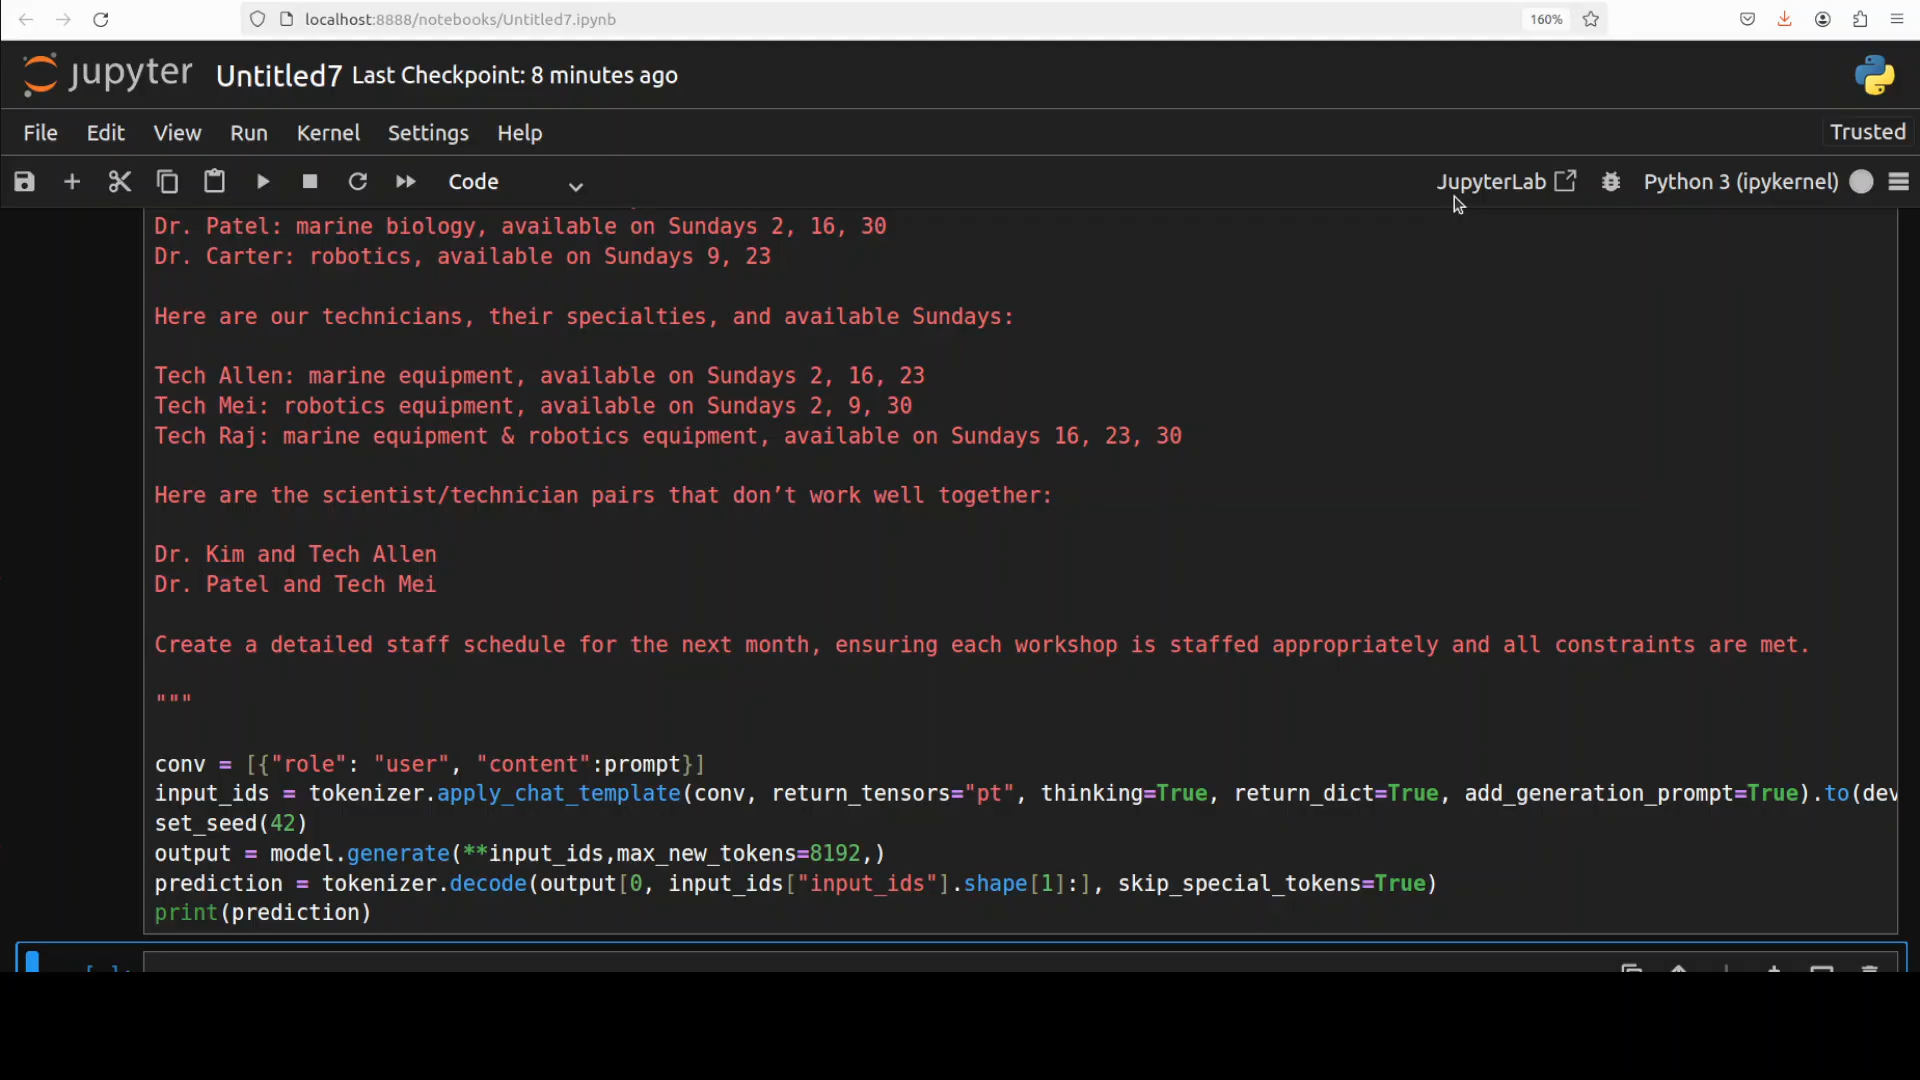 localhost:8888/notebooks/Untitled7.ipynb 160%
jupyter Untitled7 Last Checkpoint: 8 minutes ago
File Edit View Run Kernel Settings Help Trusted
Code JupyterLab Python 3 (ipykernel)
Dr. Patel: marine biology, available on Sundays 2, 16, 30
Dr. Carter: robotics, available on Sundays 9, 23
Here are our technicians, their specialties, and available Sundays:
Tech Allen: marine equipment, available on Sundays 2, 16, 23
Tech Mei: robotics equipment, available on Sundays 2, 9, 30
Tech Raj: marine equipment & robotics equipment, available on Sundays 16, 23, 30
Here are the scientist/technician pairs that don’t work well together:
Dr. Kim and Tech Allen
Dr. Patel and Tech Mei
Create a detailed staff schedule for the next month, ensuring each workshop is staffed appropriately and all constraints are met.
"""
conv = [{"role": "user", "content":prompt}]
input_ids = tokenizer.apply_chat_template(conv, return_tensors="pt", thinking=True, return_dict=True, add_generation_prompt=True).to(dev
set_seed(42)
output = model.generate(**input_ids,max_new_tokens=8192,)
prediction = tokenizer.decode(output[0, input_ids["input_ids"].shape[1]:], skip_special_tokens=True)
print(prediction)